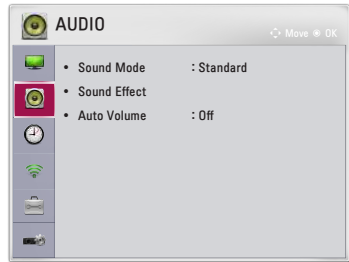 AUDIO
Move OK
• Sound Mode : Standard
• Sound Effect
• Auto Volume : Off